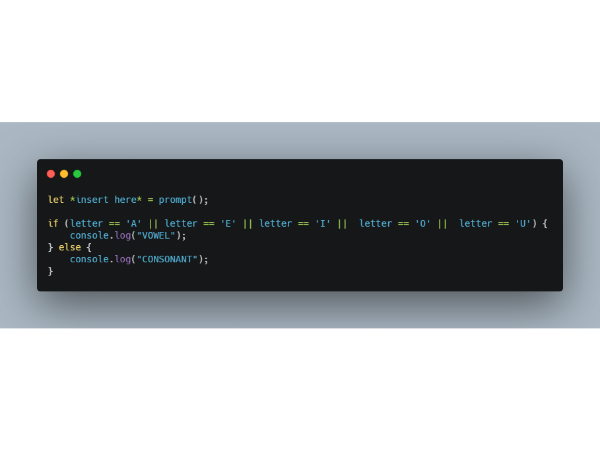 let *insert here* = prompt();
if (letter == 'A' || letter == 'E' || letter == 'I' ||  letter == 'O' ||  letter == 'U') {
    console.log("VOWEL");
} else {
    console.log("CONSONANT");
}